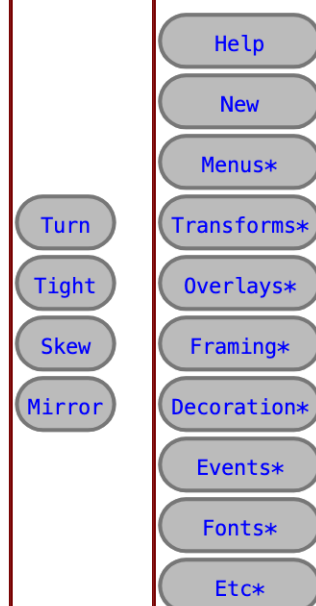 Help
New
Menus*
Turn
Transforms*
Tight
Overlays*
Skew
Framing*
Mirror
Decoration*
Events*
Fonts*
Etc*